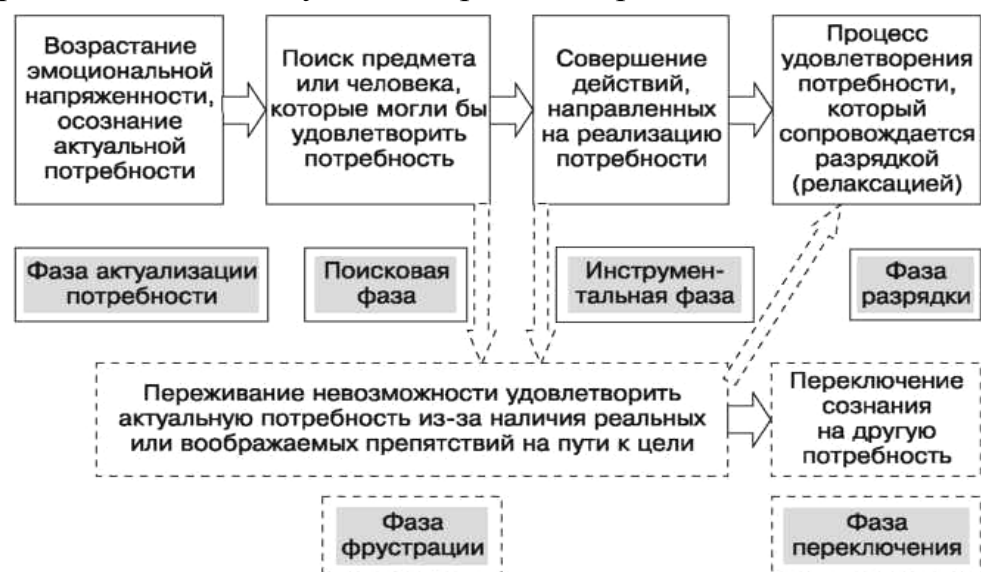 Возрастание
эмоциональной
напряженности,
осознание
актуальной
потребности
Поиск предмета
или человека,
которые могли бы
удовлетворить
потребность
Совершение
действий,
направленных
на реализацию
потребности
Процесс
удовлетворения
потребности,
который
сопровождается
разрядкой
(релаксацией)
Фаза актуализации
потребности
Поисковая
фаза
Инструмен-
тальная фаза
Фаза
разрядки
Переживание невозможности удовлетворить
актуальную потребность из-за наличия реальных
или воображаемых препятствий на пути к цели
Переключение
сознания
на другую
потребность
Фаза
фрустрации
Фаза
переключения